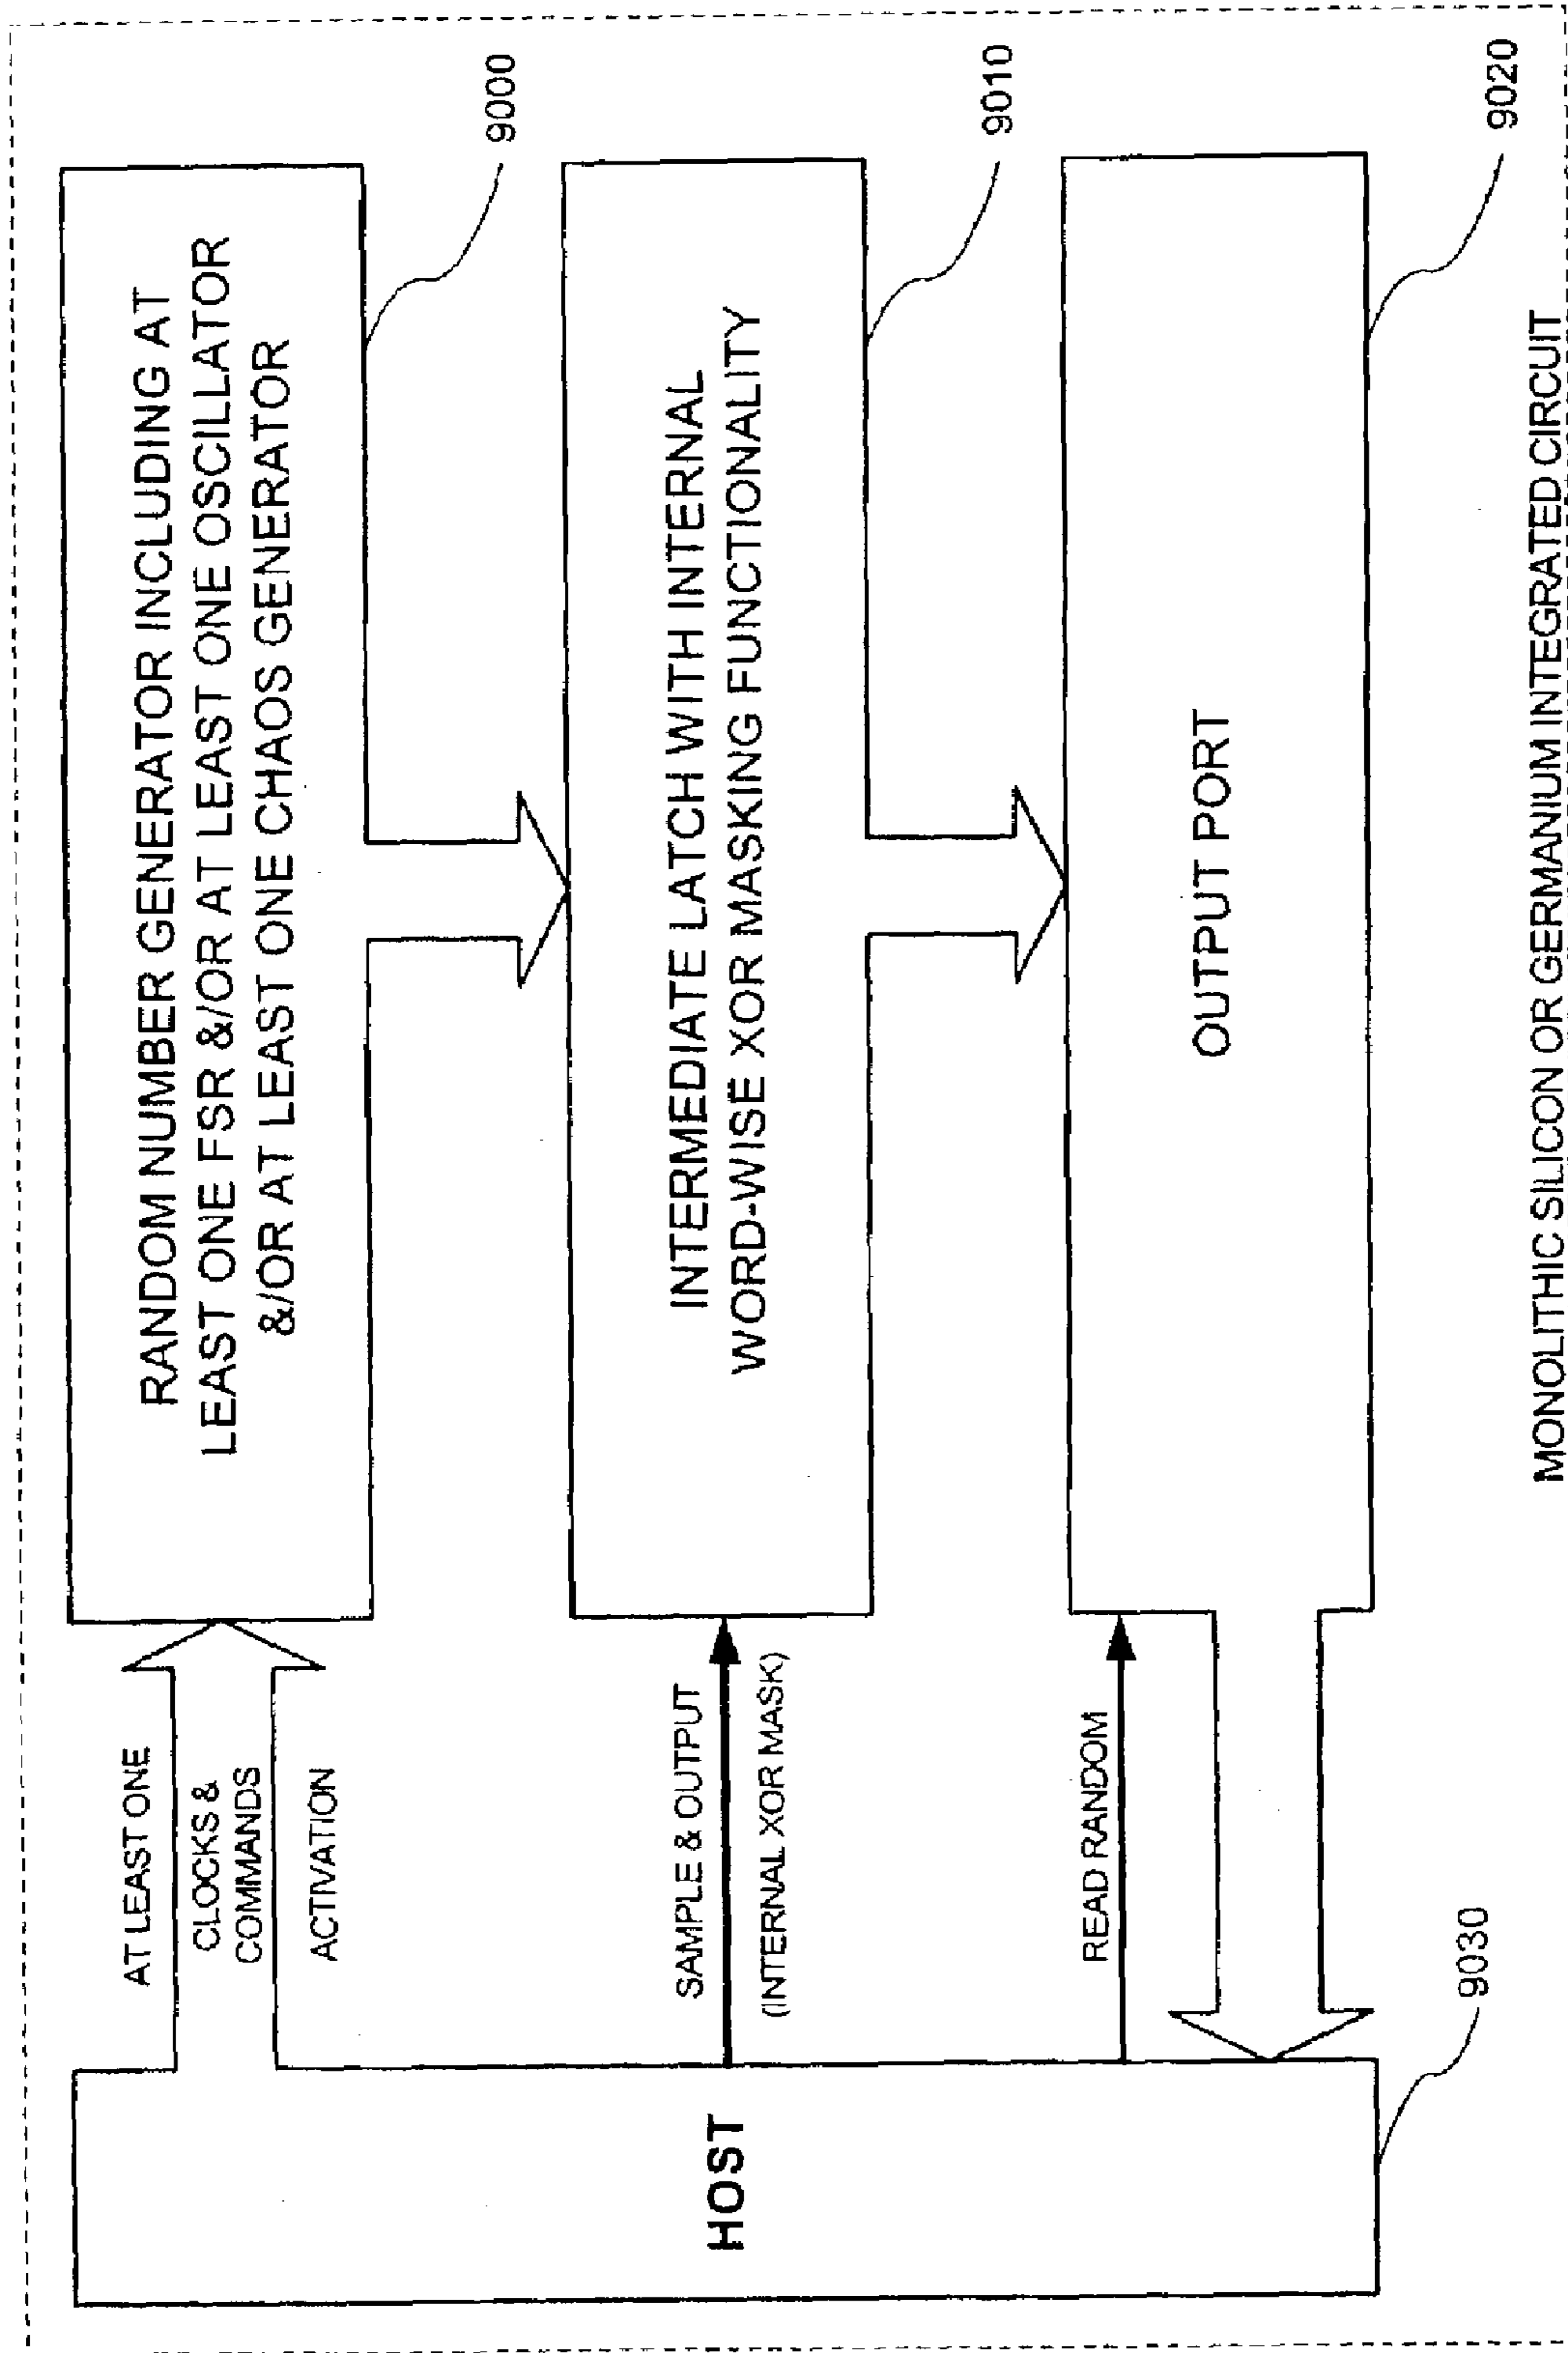 RANDOM NUMBER GENERATOR INCLUDING AT
LEAST ONE FSR &/OR AT LEAST ONE OSCILLATOR
&/OR AT LEAST ONE CHAOS GENERATOR
9000
AT LEAST ONE
CLOCKS &
COMMANDS
ACTIVATION
INTERMEDIATE LATCH WITH INTERNAL
WORD-WISE XOR MASKING FUNCTIONALITY
9010
SAMPLE & OUTPUT
(INTERNAL XOR MASK)
HOST
READ RANDOM
OUTPUT PORT
9020
9030
MONOLITHIC SILICON OR GERMANIUM INTEGRATED CIRCUIT